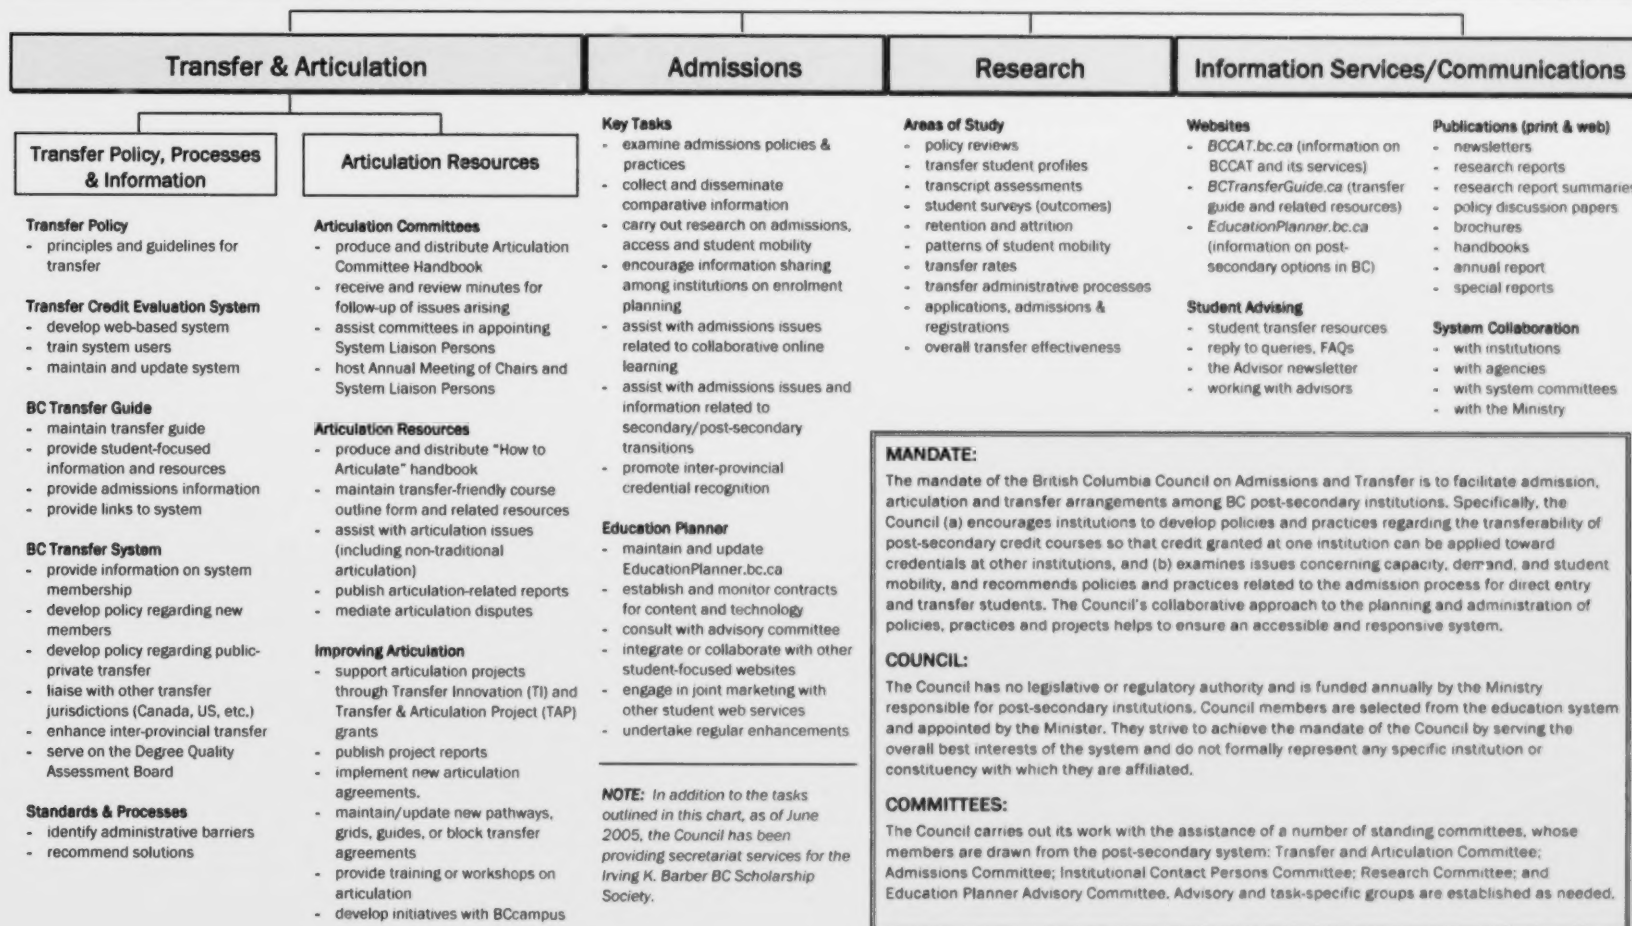 Transfer & Articulation
Transfer Policy, Processes
& Information
Transfer Policy
- principles and guidelines for
transfer
Transfer Credit Evaluation System
- develop web-based system
- train system users
- maintain and update system
BC Transfer Guide
- maintain transfer guide
- provide student-focused
information and resources
- provide admissions information
- provide links to system
BC Transfer System
- provide information on system
membership
- develop policy regarding new
members
- develop policy regarding public-
private transfer
- liaise with other transfer
jurisdictions (Canada, US, etc.)
- enhance inter-provincial transfer
- serve on the Degree Quality
Assessment Board
Standards & Processes
- identify administrative barriers
- recommend solutions
Articulation Resources
Articulation Committees
- produce and distribute Articulation
Committee Handbook
- receive and review minutes for
follow-up of issues arising
- assist committees in appointing
System Liaison Persons
- host Annual Meeting of Chairs and
System Liaison Persons
Articulation Resources
- produce and distribute "How to
Articulate" handbook
- maintain transfer-friendly course
outline form and related resources
- assist with articulation issues
(including non-traditional
articulation)
- publish articulation-related reports
- mediate articulation disputes
Improving Articulation
- support articulation projects
through Transfer Innovation (TI) and
Transfer & Articulation Project (TAP)
grants
- publish project reports
- implement new articulation
agreements.
- maintain/update new pathways,
grids, guides, or block transfer
agreements
- provide training or workshops on
articulation
- develop initiatives with BCcampus
Admissions
Key Tasks
- examine admissions policies &
practices
- collect and disseminate
comparative information
- carry out research on admissions,
access and student mobility
- encourage information sharing
among institutions on enrolment
planning
- assist with admissions issues
related to collaborative online
learning
- assist with admissions issues and
information related to
secondary/post-secondary
transitions
- promote inter-provincial
credential recognition
Education Planner
- maintain and update
EducationPlanner.bc.ca
- establish and monitor contracts
for content and technology
- consult with advisory committee
- integrate or collaborate with other
student-focused websites
- engage in joint marketing with
other student web services
- undertake regular enhancements
NOTE: In addition to the tasks
outlined in this chart, as of June
2005, the Council has been
providing secretariat services for the
Irving K. Barber BC Scholarship
Society.
Research
Areas of Study
- policy reviews
- transfer student profiles
- transcript assessments
- student surveys (outcomes)
- retention and attrition
- patterns of student mobility
- transfer rates
- transfer administrative processes
- applications, admissions &
registrations
- overall transfer effectiveness
Information Services/Communications
Websites
- BCCAT.bc.ca (information on
BCCAT and its services)
- BCTransferGuide.ca (transfer
guide and related resources)
- EducationPlanner.bc.ca
(information on post-
secondary options in BC)
Student Advising
- student transfer resources
- reply to queries, FAQs
- the Advisor newsletter
- working with advisors
Publications (print & web)
- newsletters
- research reports
- research report summaries
- policy discussion papers
- brochures
- handbooks
- annual report
- special reports
System Collaboration
- with institutions
- with agencies
- with system committees
- with the Ministry
MANDATE:
The mandate of the British Columbia Council on Admissions and Transfer is to facilitate admission,
articulation and transfer arrangements among BC post-secondary institutions. Specifically, the
Council (a) encourages institutions to develop policies and practices regarding the transferability of
post-secondary credit courses so that credit granted at one institution can be applied toward
credentials at other institutions, and (b) examines issues concerning capacity, demand, and student
mobility, and recommends policies and practices related to the admission process for direct entry
and transfer students. The Council's collaborative approach to the planning and administration of
policies, practices and projects helps to ensure an accessible and responsive system.
COUNCIL:
The Council has no legislative or regulatory authority and is funded annually by the Ministry
responsible for post-secondary institutions. Council members are selected from the education system
and appointed by the Minister. They strive to achieve the mandate of the Council by serving the
overall best interests of the system and do not formally represent any specific institution or
constituency with which they are affiliated.
COMMITTEES:
The Council carries out its work with the assistance of a number of standing committees, whose
members are drawn from the post-secondary system: Transfer and Articulation Committee;
Admissions Committee; Institutional Contact Persons Committee; Research Committee; and
Education Planner Advisory Committee. Advisory and task-specific groups are established as needed.